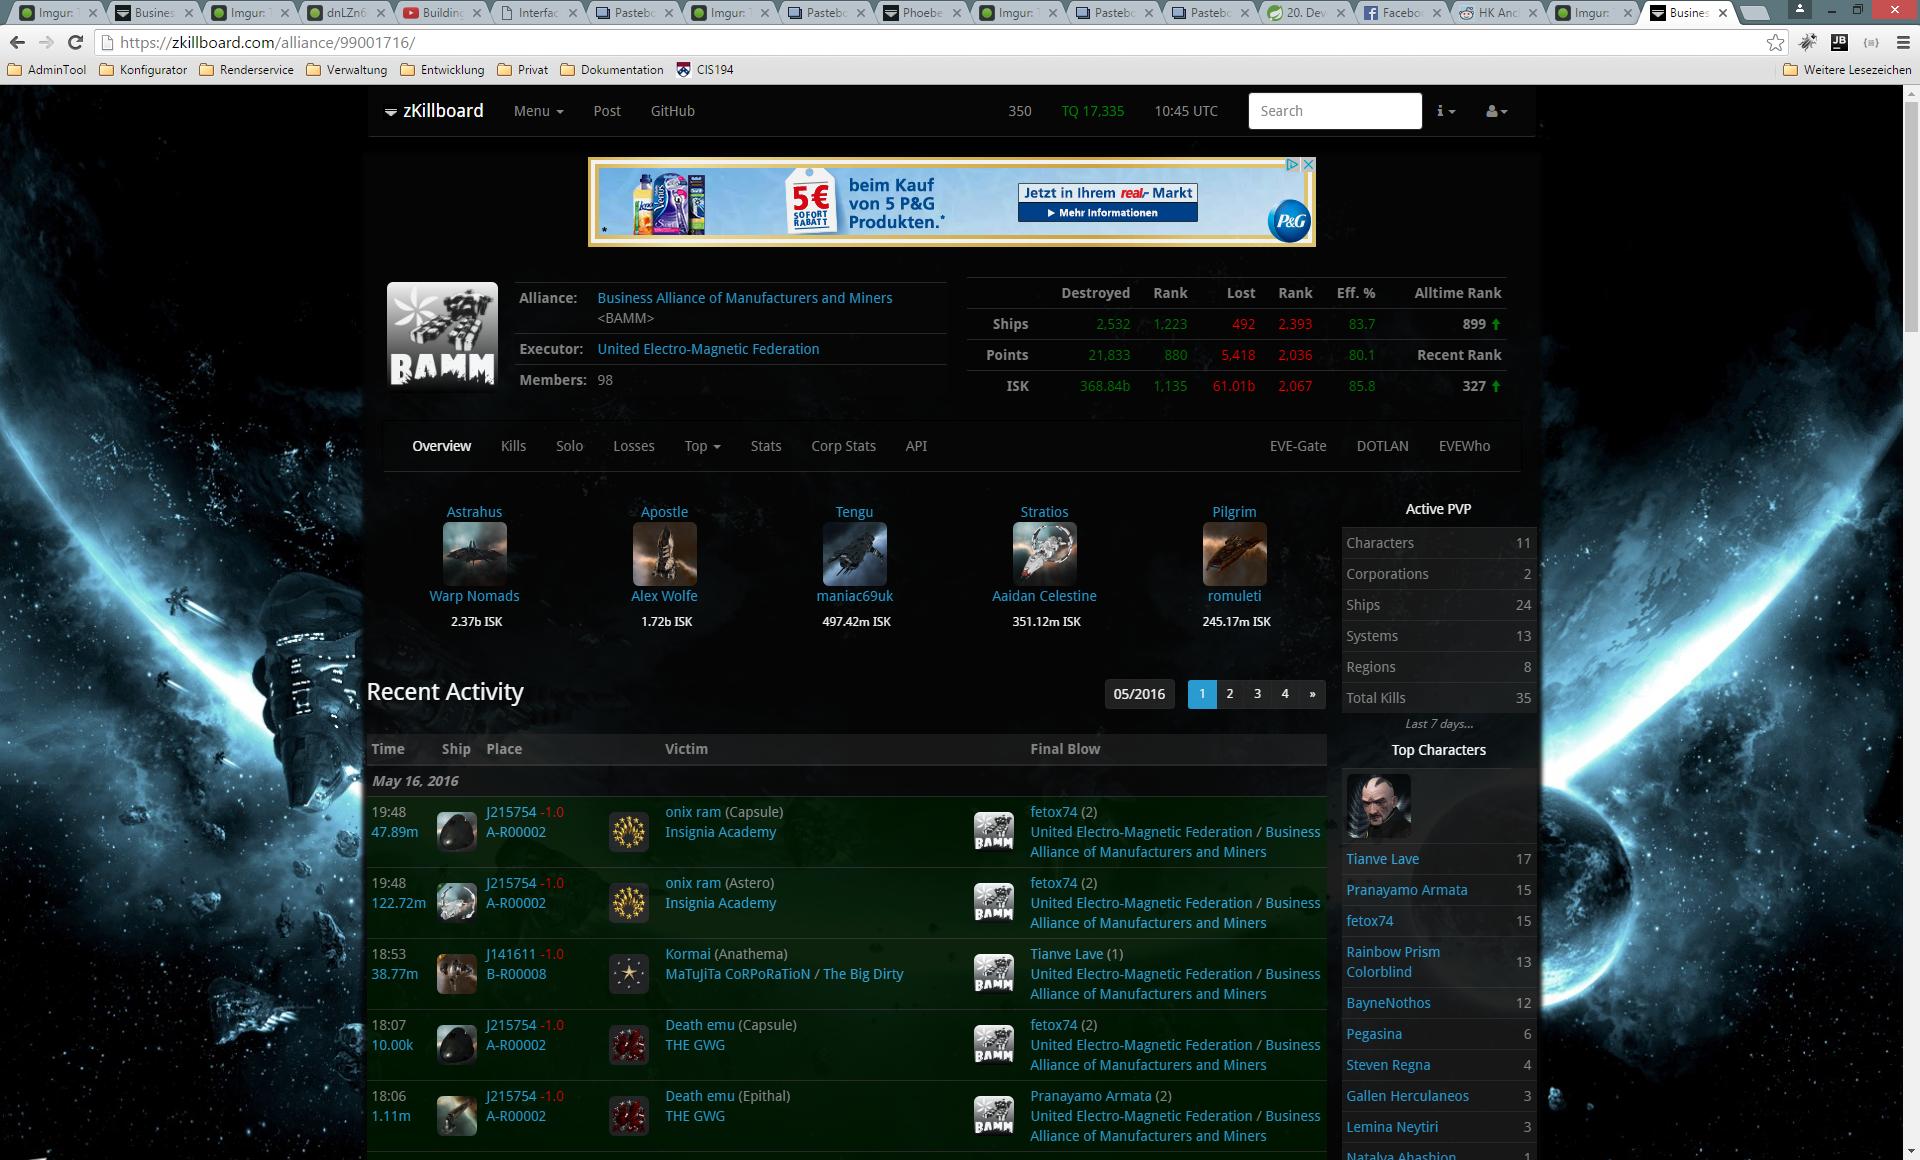 Imgur: T
Busines
Imgur: T
dnLZn6
Building
Interfac
Pastebo
Imgur: T
Pastebo
Phoebe
Imgur: T
Pastebo
Pastebo
20. Dev
Facebo
HK Anc
Imgur:
Busines
https://zkillboard.com/alliance/99001716/
JB
AdminTool Konfigurator Renderservice Verwaltung Entwicklung Privat Dokumentation CIS194 Weitere Lesezeichen
zKillboard Menu Post GitHub 350 TQ 17,335 10:45 UTC Search
5€ SOFORT RABATT
beim Kauf
von 5 P&G
Produkten.*
*
Jetzt in Ihrem real,- Markt
Mehr Informationen
P&G
BAMM
Alliance: Business Alliance of Manufacturers and Miners
<BAMM>
Executor: United Electro-Magnetic Federation
Members: 98
Destroyed Rank Lost Rank Eff. % Alltime Rank
Ships 2,532 1,223 492 2,393 83.7 899
Points 21,833 880 5,418 2,036 80.1 Recent Rank
ISK 368.84b 1,135 61.01b 2,067 85.8 327
Overview Kills Solo Losses Top Stats Corp Stats API EVE-Gate DOTLAN EVEWho
Astrahus Apostle Tengu Stratios Pilgrim
Warp Nomads Alex Wolfe maniac69uk Aaidan Celestine romuleti
2.37b ISK 1.72b ISK 497.42m ISK 351.12m ISK 245.17m ISK
Recent Activity 05/2016 1 2 3 4 »
Time Ship Place Victim Final Blow
May 16, 2016
19:48 J215754 -1.0 onix ram (Capsule) fetox74 (2)
47.89m A-R00002 Insignia Academy BAMM United Electro-Magnetic Federation / Business
Alliance of Manufacturers and Miners
19:48 J215754 -1.0 onix ram (Astero) fetox74 (2)
122.72m A-R00002 Insignia Academy BAMM United Electro-Magnetic Federation / Business
Alliance of Manufacturers and Miners
18:53 J141611 -1.0 Kormai (Anathema) Tianve Lave (1)
38.77m B-R00008 MaTuJiTa CoRPoRaTioN / The Big Dirty BAMM United Electro-Magnetic Federation / Business
Alliance of Manufacturers and Miners
18:07 J215754 -1.0 Death emu (Capsule) fetox74 (2)
10.00k A-R00002 THE GWG BAMM United Electro-Magnetic Federation / Business
Alliance of Manufacturers and Miners
18:06 J215754 -1.0 Death emu (Epithal) Pranayamo Armata (2)
1.11m A-R00002 THE GWG BAMM United Electro-Magnetic Federation / Business
Alliance of Manufacturers and Miners
Active PVP
Characters 11
Corporations 2
Ships 24
Systems 13
Regions 8
Total Kills 35
Last 7 days...
Top Characters
Tianve Lave 17
Pranayamo Armata 15
fetox74 15
Rainbow Prism
Colorblind 13
BayneNothos 12
Pegasina 6
Steven Regna 4
Gallen Herculaneos 3
Lemina Neytiri 3
Natalya Ahashion 1